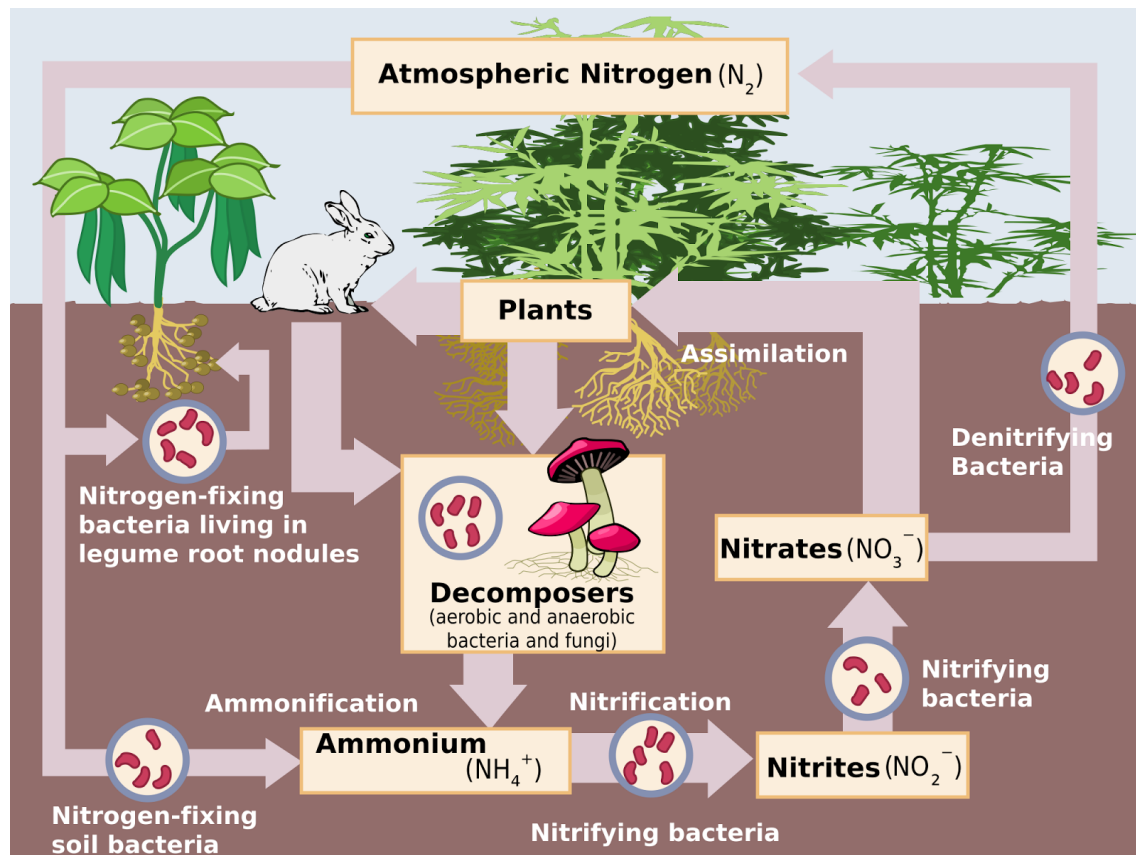 Atmospheric Nitrogen (N₂)
Plants
Assimilation
Denitrifying
Bacteria
Nitrogen-fixing
bacteria living in
legume root nodules
Nitrates (NO₃⁻)
Decomposers
(aerobic and anaerobic
bacteria and fungi)
Nitrifying
bacteria
Ammonification
Nitrification
Ammonium
(NH₄⁺)
Nitrites (NO₂⁻)
Nitrogen-fixing
soil bacteria
Nitrifying bacteria